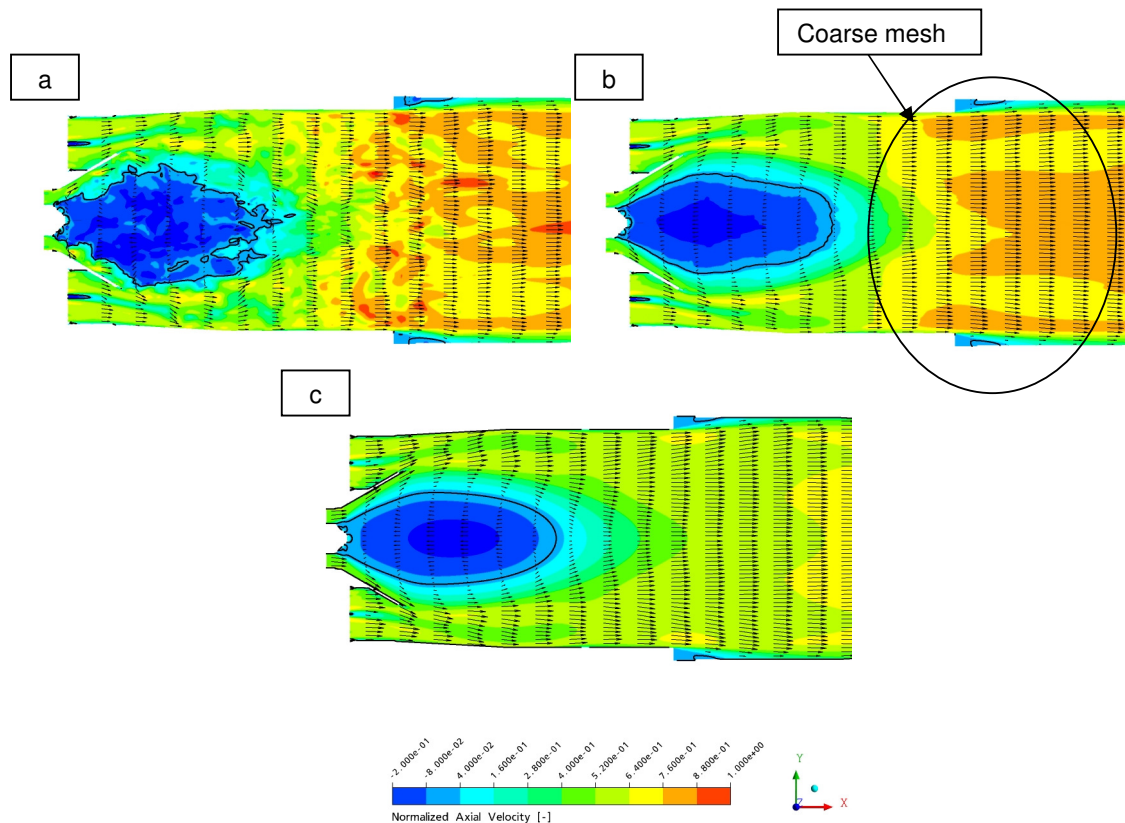 Coarse mesh
a
b
c
-2.000e-01
-8.000e-02
4.000e-02
1.600e-01
2.800e-01
4.000e-01
5.200e-01
6.400e-01
7.600e-01
8.800e-01
1.000e+00
Normalized Axial Velocity [-]
Y
Z
X